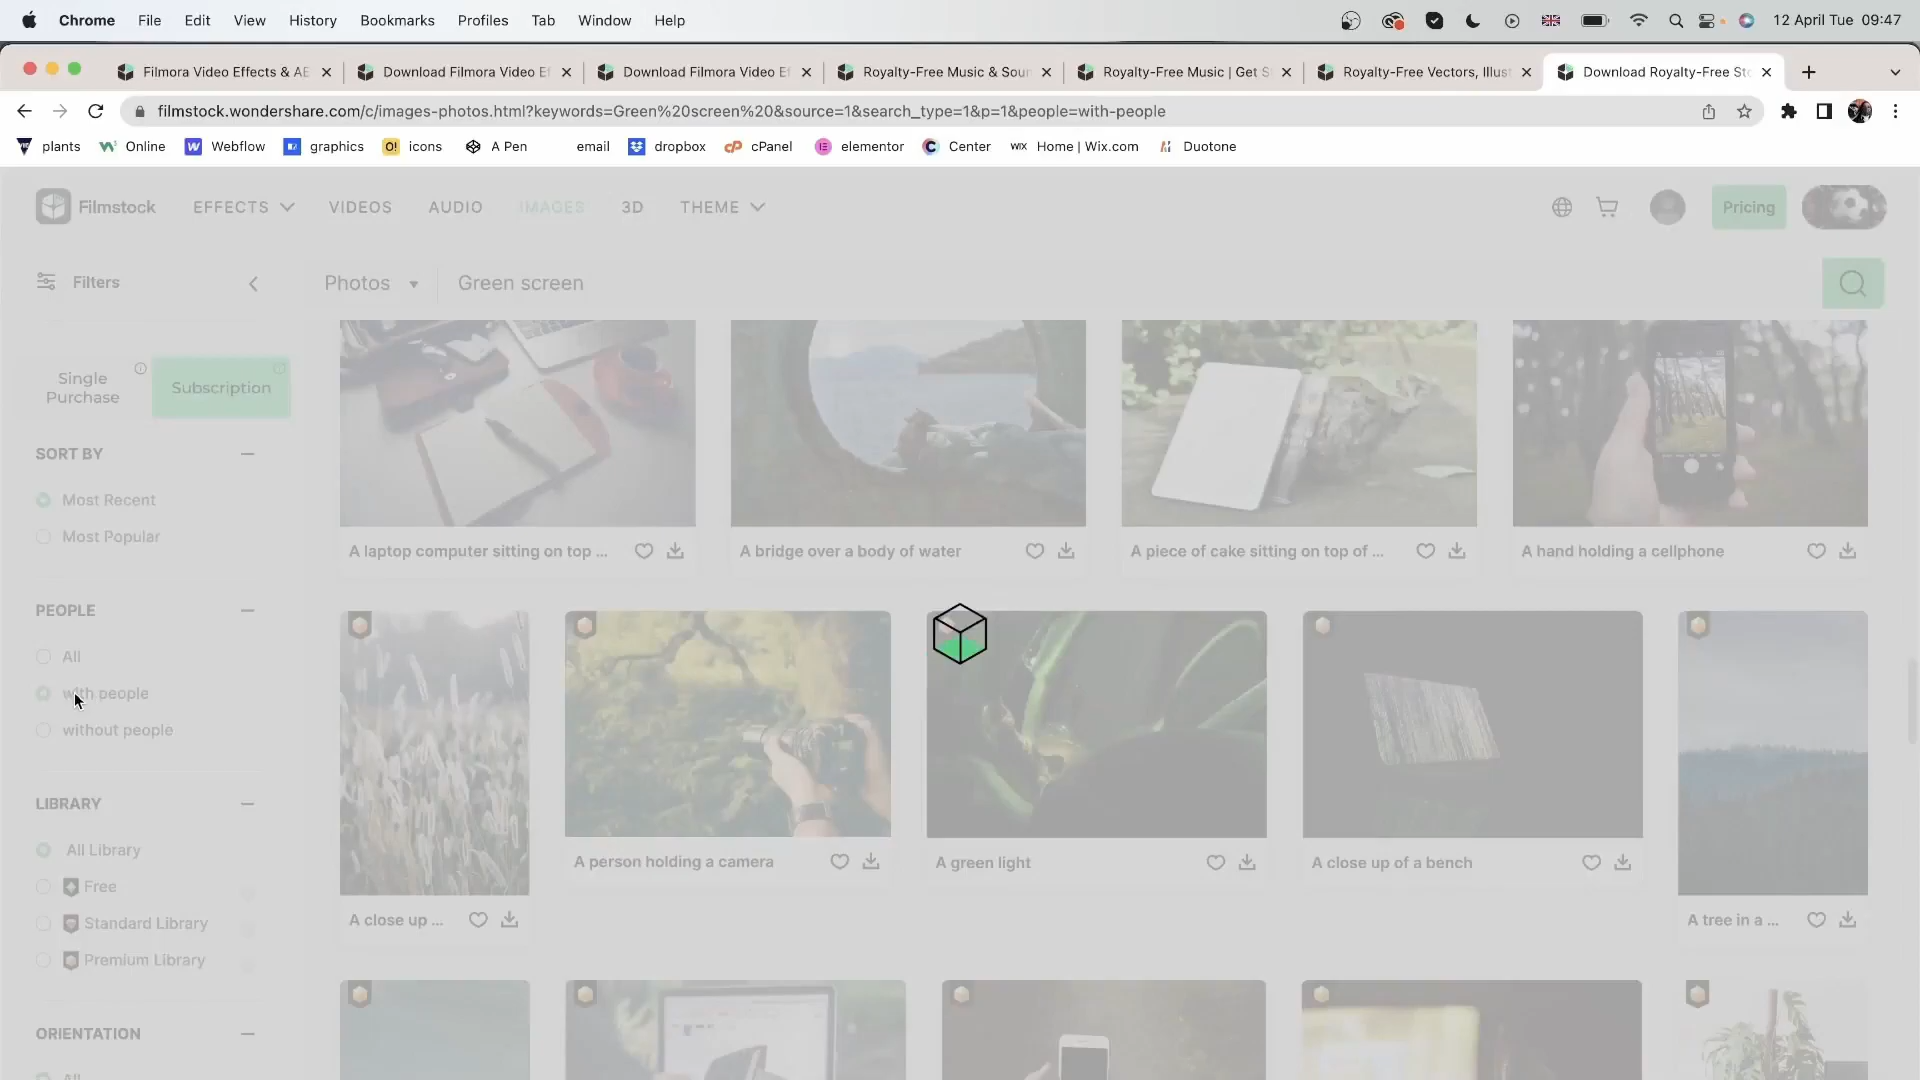 Chrome File Edit View History Bookmarks Profiles Tab Window Help 12 April Tue 09:47
Filmora Video Effects & AE Download Filmora Video Ef Download Filmora Video Ef Royalty-Free Music & Soun Royalty-Free Music | Get S Royalty-Free Vectors, Illust Download Royalty-Free Sto
filmstock.wondershare.com/c/images-photos.html?keywords=Green%20screen%20&source=1&search_type=1&p=1&people=with-people
plants Online Webflow graphics icons A Pen email dropbox cPanel elementor Center WIX Home | Wix.com Duotone
Filmstock EFFECTS VIDEOS AUDIO IMAGES 3D THEME Pricing
Filters Photos Green screen
Single
Purchase
Subscription
SORT BY
Most Recent
Most Popular
A laptop computer sitting on top ... A bridge over a body of water A piece of cake sitting on top of ... A hand holding a cellphone
PEOPLE
All
with people
without people
LIBRARY
All Library
Free
Standard Library
Premium Library
A person holding a camera A green light A close up of a bench
A close up ... A tree in a ...
ORIENTATION
All